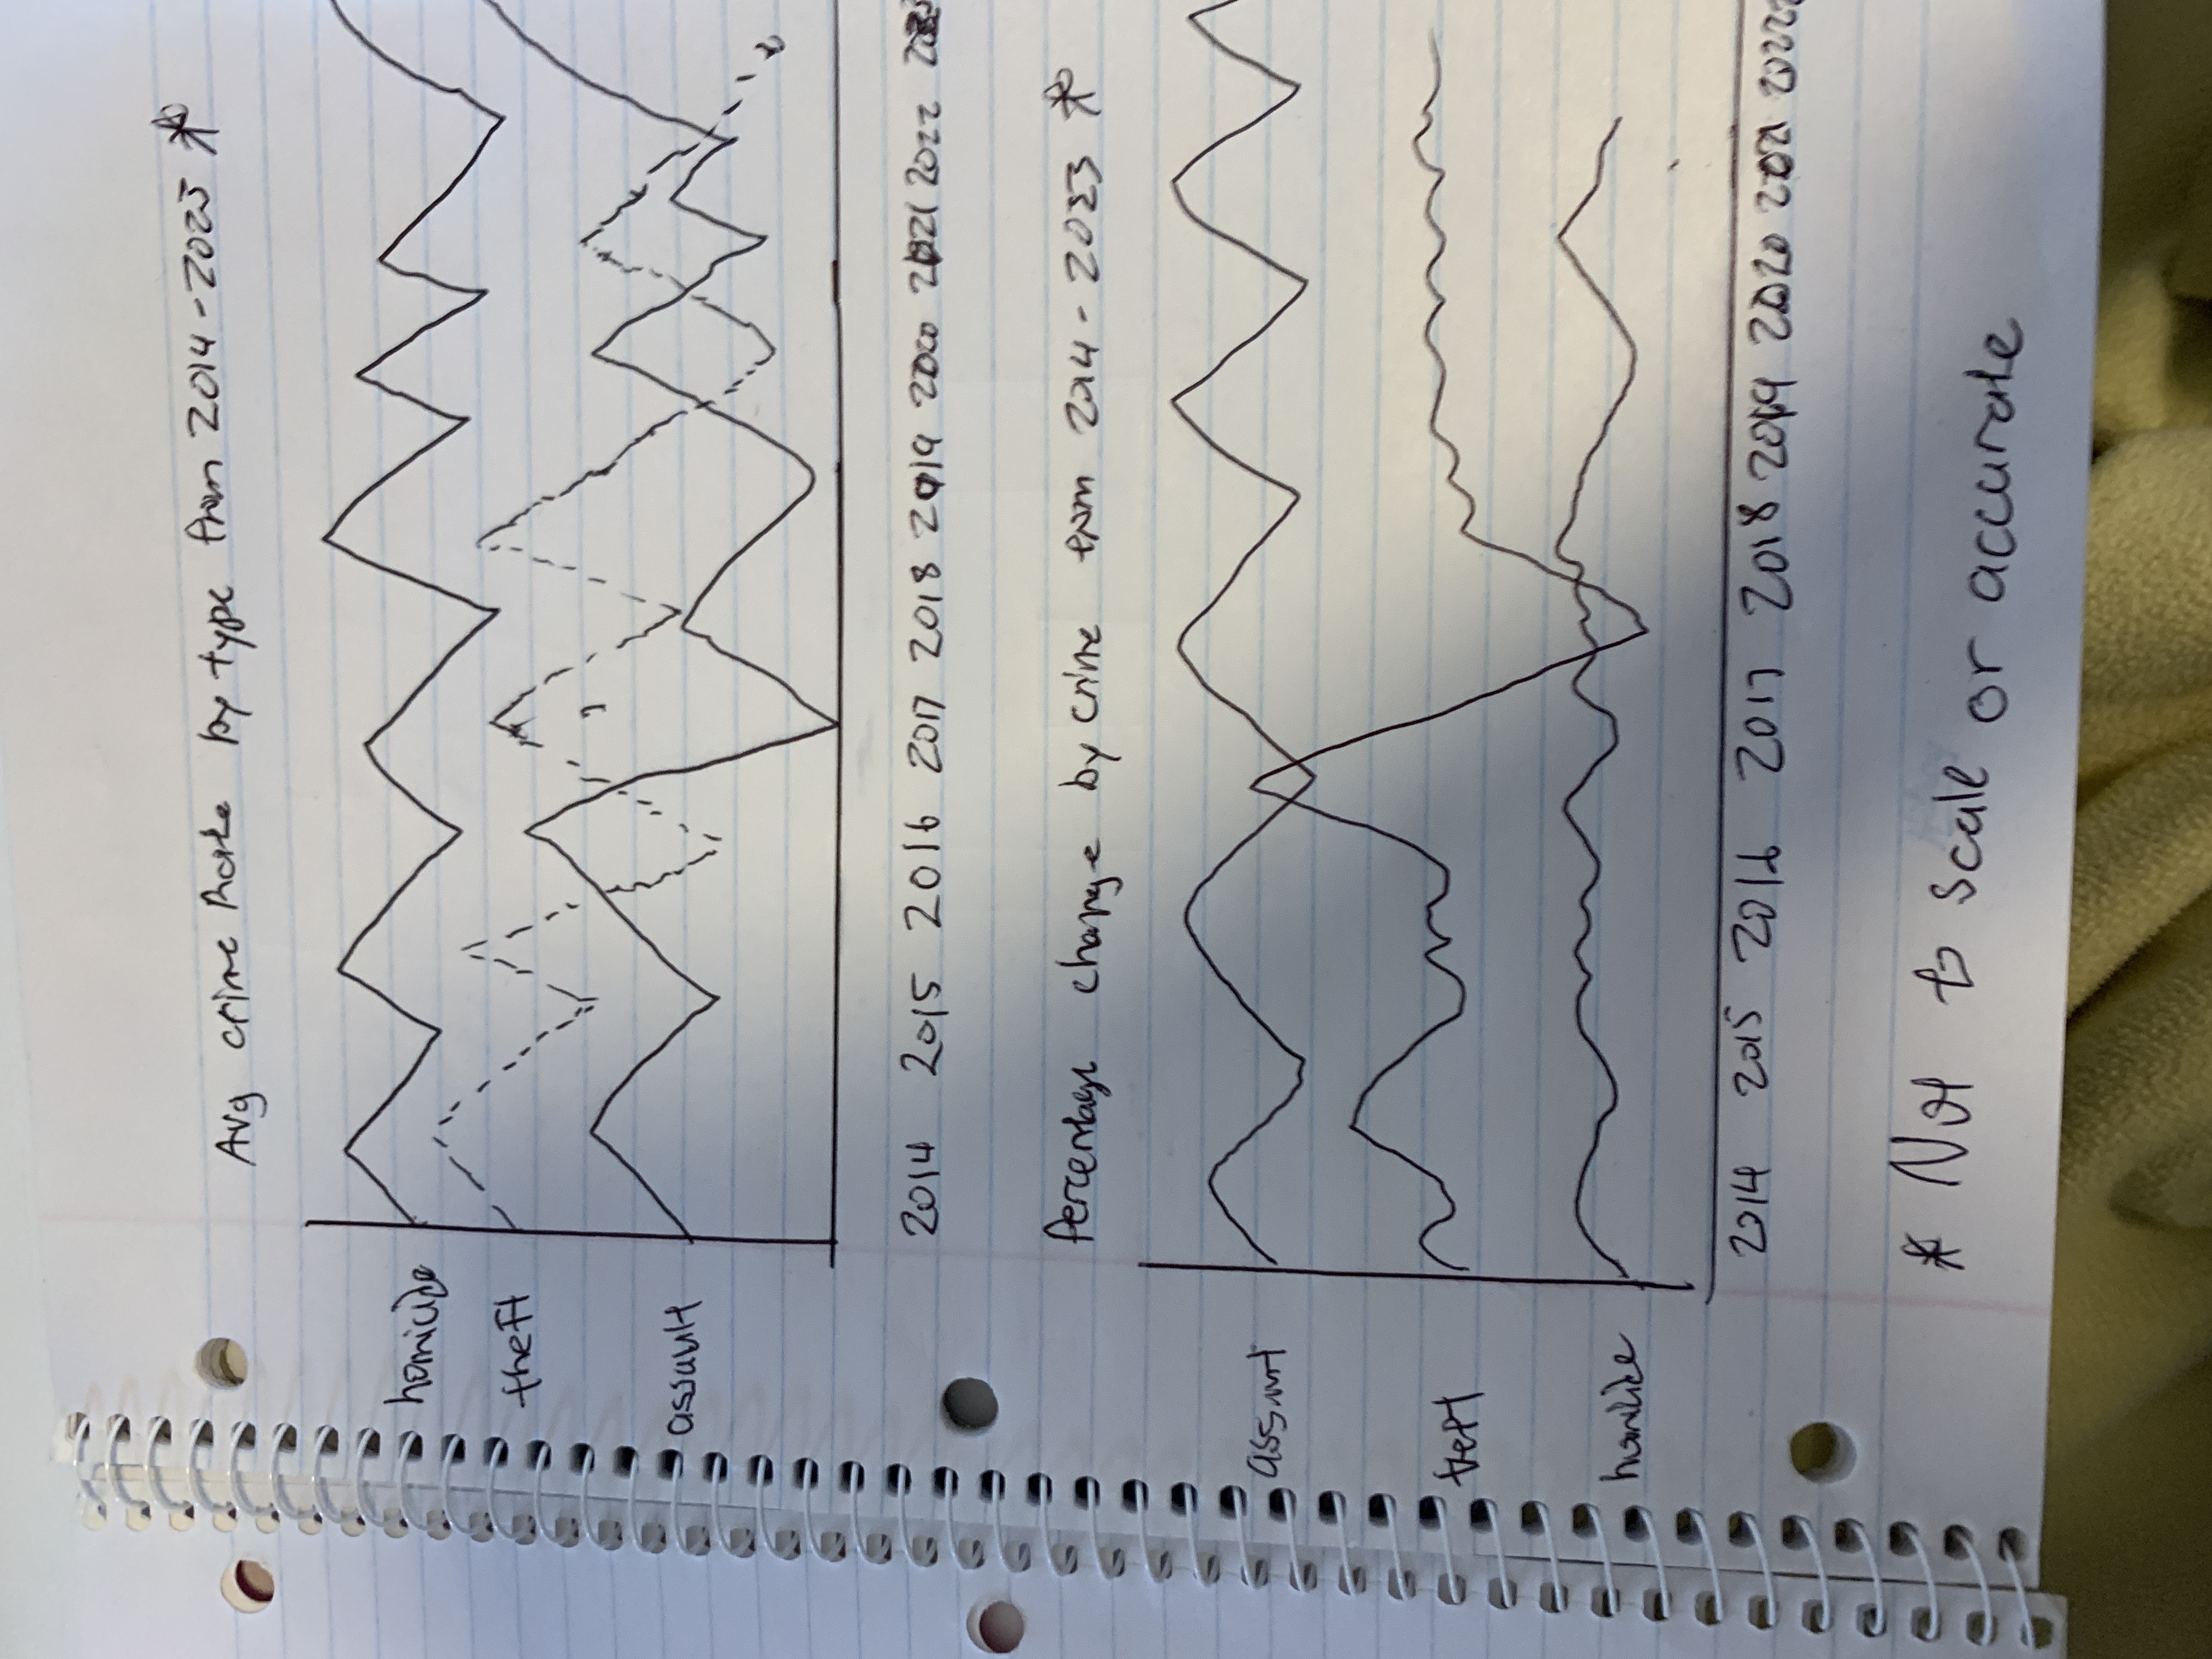 Avg crime Rate by type from 2014-2023 *
homicide
theft
assault
2014 2015 2016 2017 2018 2019 2020 2021 2022
Percentage change by crime from 2014-2023 *
assault
theft
homicide
2014 2015 2016 2017 2018 2019 2020 2021 2022
* Not to scale or accurate